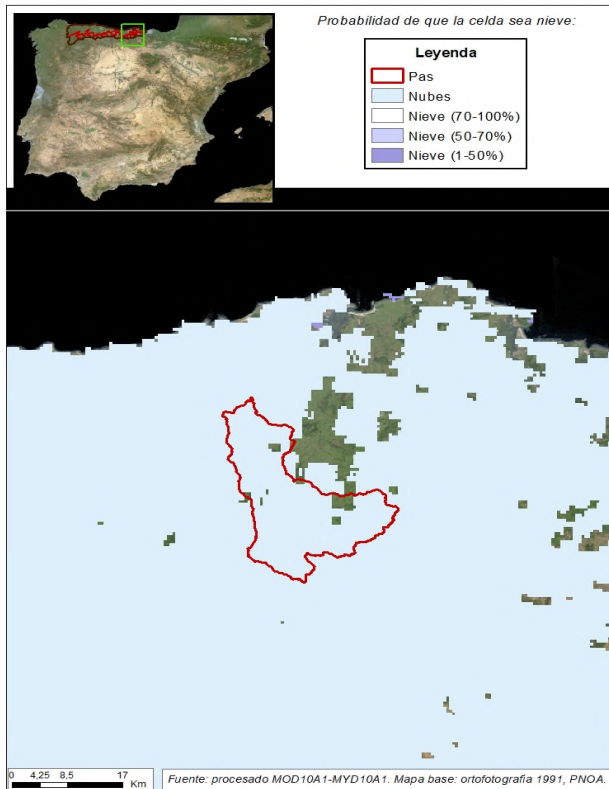 Probabilidad de que la celda sea nieve:
Leyenda
Pas
Nubes
Nieve (70-100%)
Nieve (50-70%)
Nieve (1-50%)
0 4,25 8,5 17
Km
Fuente: procesado MOD10A1-MYD10A1. Mapa base: ortofotografia 1991, PNOA.